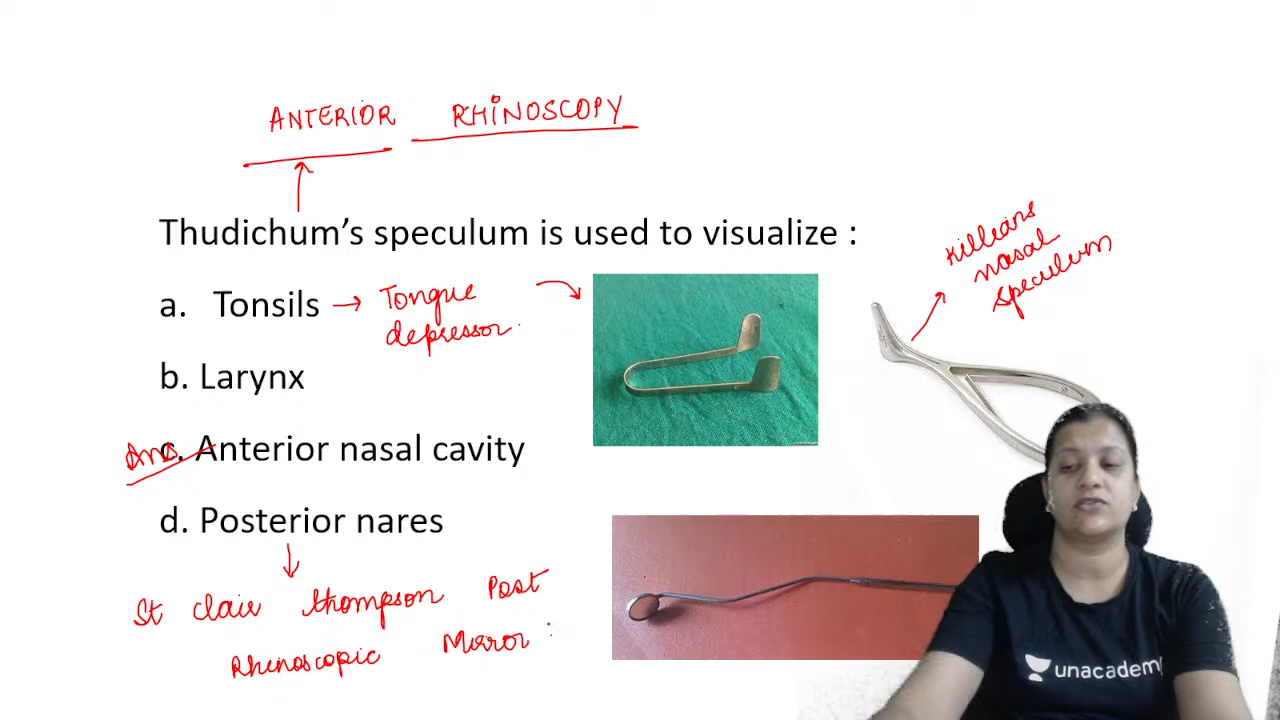 ANTERIOR RHINOSCOPY
Thudichum’s speculum is used to visualize :
killians
nasal
speculum
a. Tonsils → Tongue
depressor.
b. Larynx
Ans c. Anterior nasal cavity
d. Posterior nares
St Clair thompson Post
Rhinoscopic Mirror :
unacademy